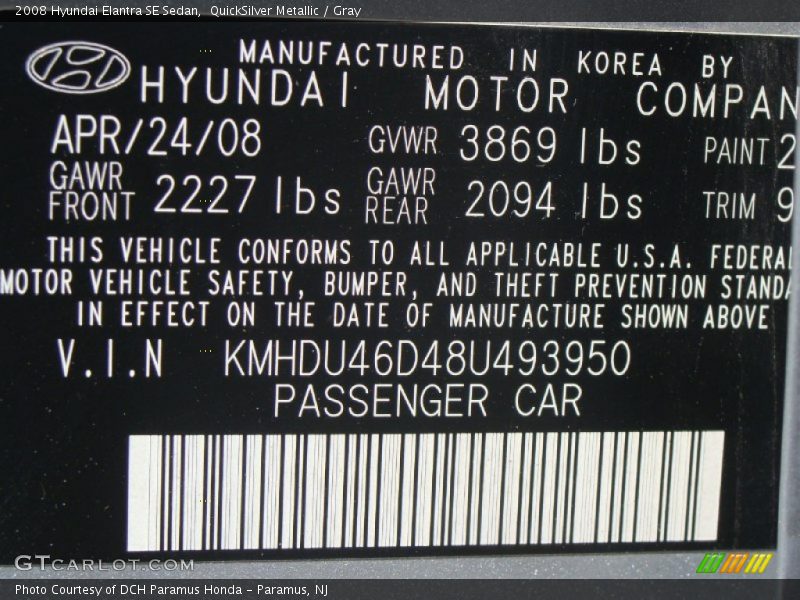 2008 Hyundai Elantra SE Sedan,  QuickSilver Metallic / Gray
MANUFACTURED IN KOREA BY
HYUNDAI MOTOR COMPAN
APR/24/08 GVWR 3869 lbs PAINT 2
GAWR FRONT 2227 lbs GAWR REAR 2094 lbs TRIM 9
THIS VEHICLE CONFORMS TO ALL APPLICABLE U.S.A. FEDERAL
MOTOR VEHICLE SAFETY, BUMPER, AND THEFT PREVENTION STANDA
IN EFFECT ON THE DATE OF MANUFACTURE SHOWN ABOVE
V.I.N KMHDU46D48U493950
PASSENGER CAR
GTCARLOT.COM
Photo Courtesy of DCH Paramus Honda - Paramus, NJ